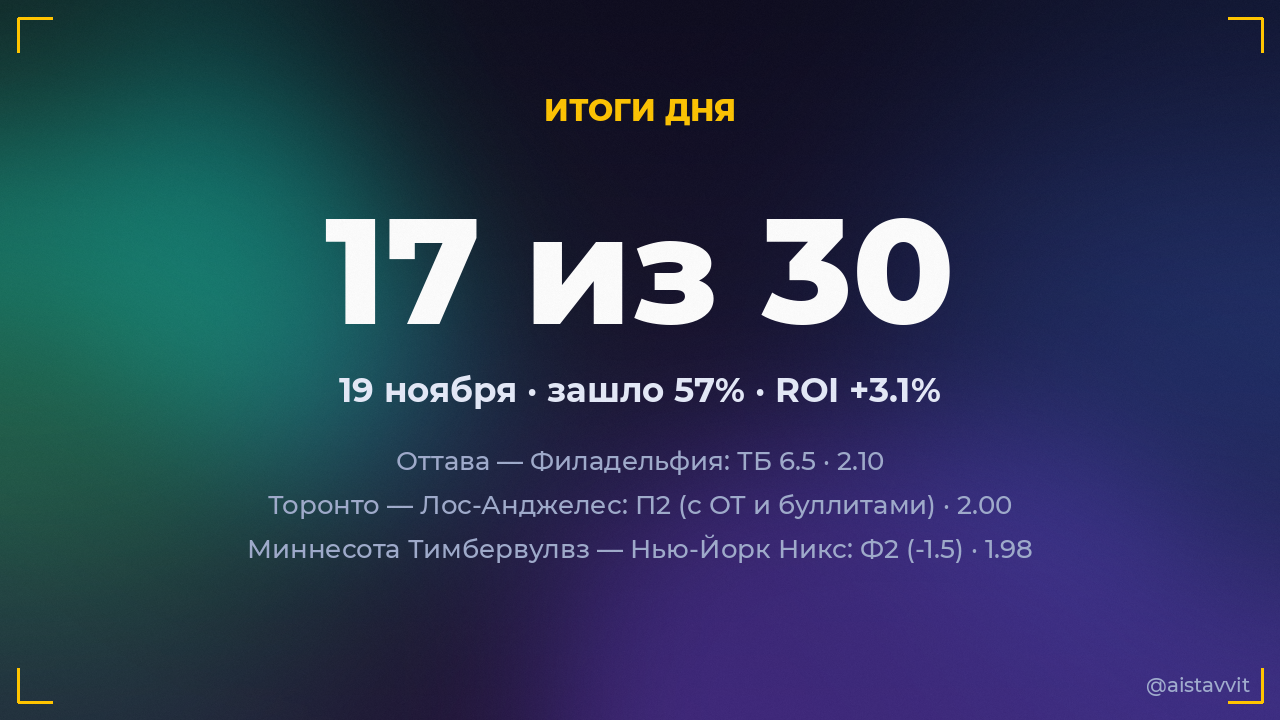 ИТОГИ ДНЯ
17 из 30
19 ноября · зашло 57% · ROI +3.1%
Оттава — Филадельфия: ТБ 6.5 · 2.10
Торонто — Лос-Анджелес: П2 (с ОТ и буллитами) · 2.00
Миннесота Тимбервулвз — Нью-Йорк Никс: Ф2 (-1.5) · 1.98
@aistavvit